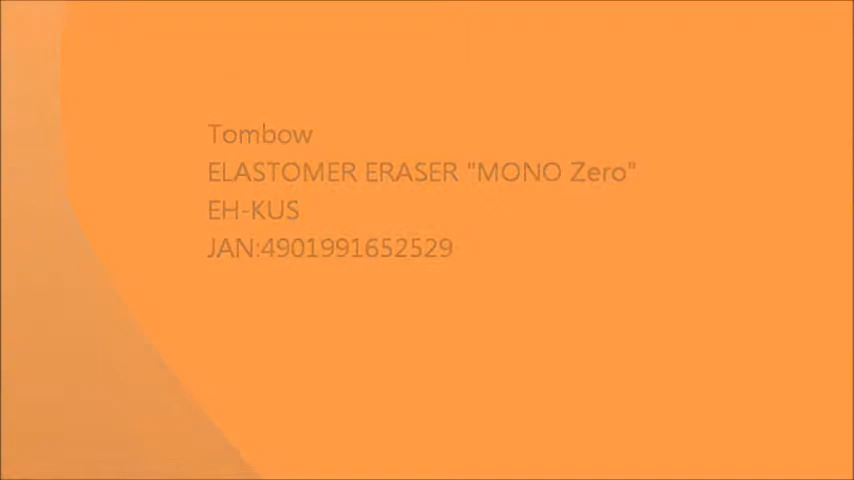 Tombow
ELASTOMER ERASER "MONO Zero"
EH-KUS
JAN:4901991652529